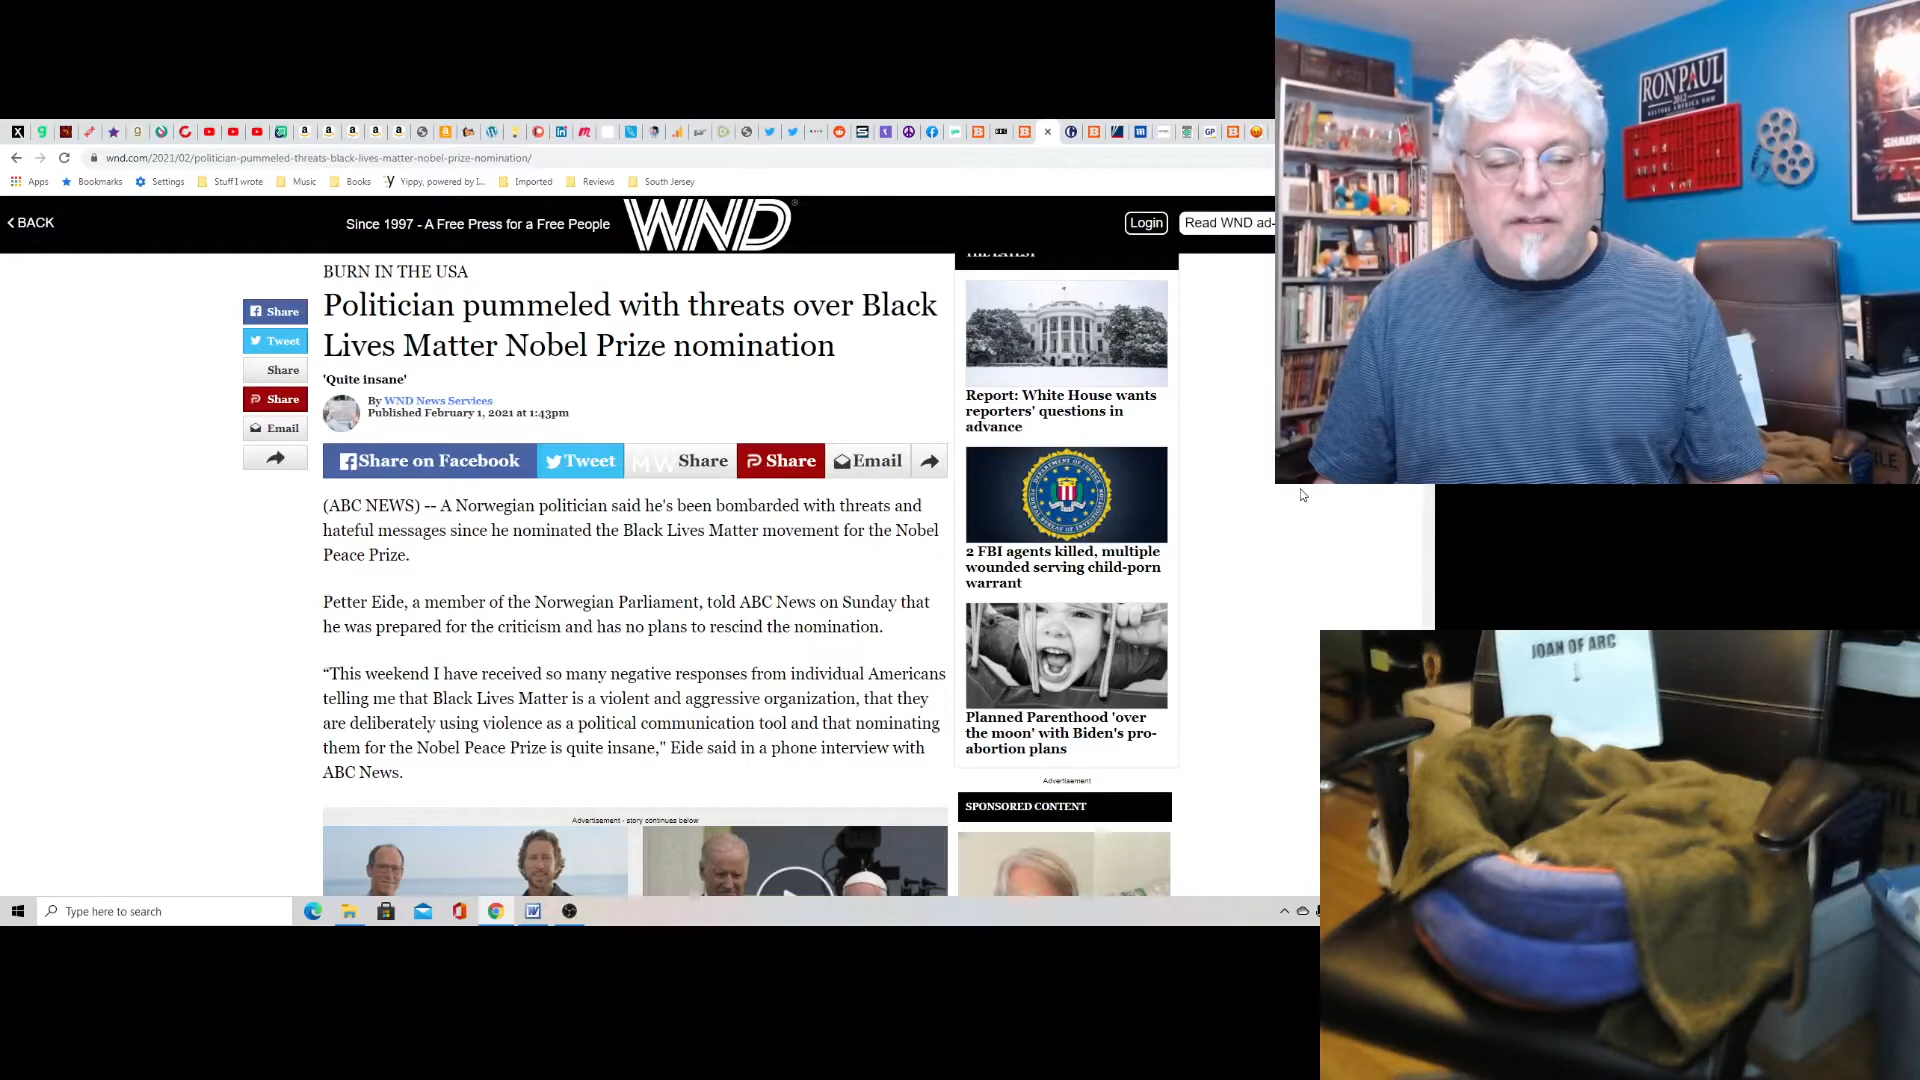 wnd.com/2021/02/politician-pummeled-threats-black-lives-matter-nobel-prize-nomination/
Apps
Bookmarks
Settings
Stuff I wrote
Music
Books
Yippy, powered by I...
Imported
Reviews
South Jersey
BACK
Since 1997 - A Free Press for a Free People
WND
Login
Read WND ad-
BURN IN THE USA
Politician pummeled with threats over Black
Lives Matter Nobel Prize nomination
'Quite insane'
By WND News Services
Published February 1, 2021 at 1:43pm
Share
Tweet
Share
Share
Email
Share on Facebook
Tweet
Share
Share
Email
(ABC NEWS) -- A Norwegian politician said he's been bombarded with threats and
hateful messages since he nominated the Black Lives Matter movement for the Nobel
Peace Prize.
Petter Eide, a member of the Norwegian Parliament, told ABC News on Sunday that
he was prepared for the criticism and has no plans to rescind the nomination.
“This weekend I have received so many negative responses from individual Americans
telling me that Black Lives Matter is a violent and aggressive organization, that they
are deliberately using violence as a political communication tool and that nominating
them for the Nobel Peace Prize is quite insane," Eide said in a phone interview with
ABC News.
Advertisement - story continues below
THE LATEST
Report: White House wants
reporters' questions in
advance
2 FBI agents killed, multiple
wounded serving child-porn
warrant
Planned Parenthood 'over
the moon' with Biden's pro-
abortion plans
Advertisement
SPONSORED CONTENT
Type here to search
RON PAUL
2012
RESTORE AMERICA NOW
SHAUN
JOAN OF ARC